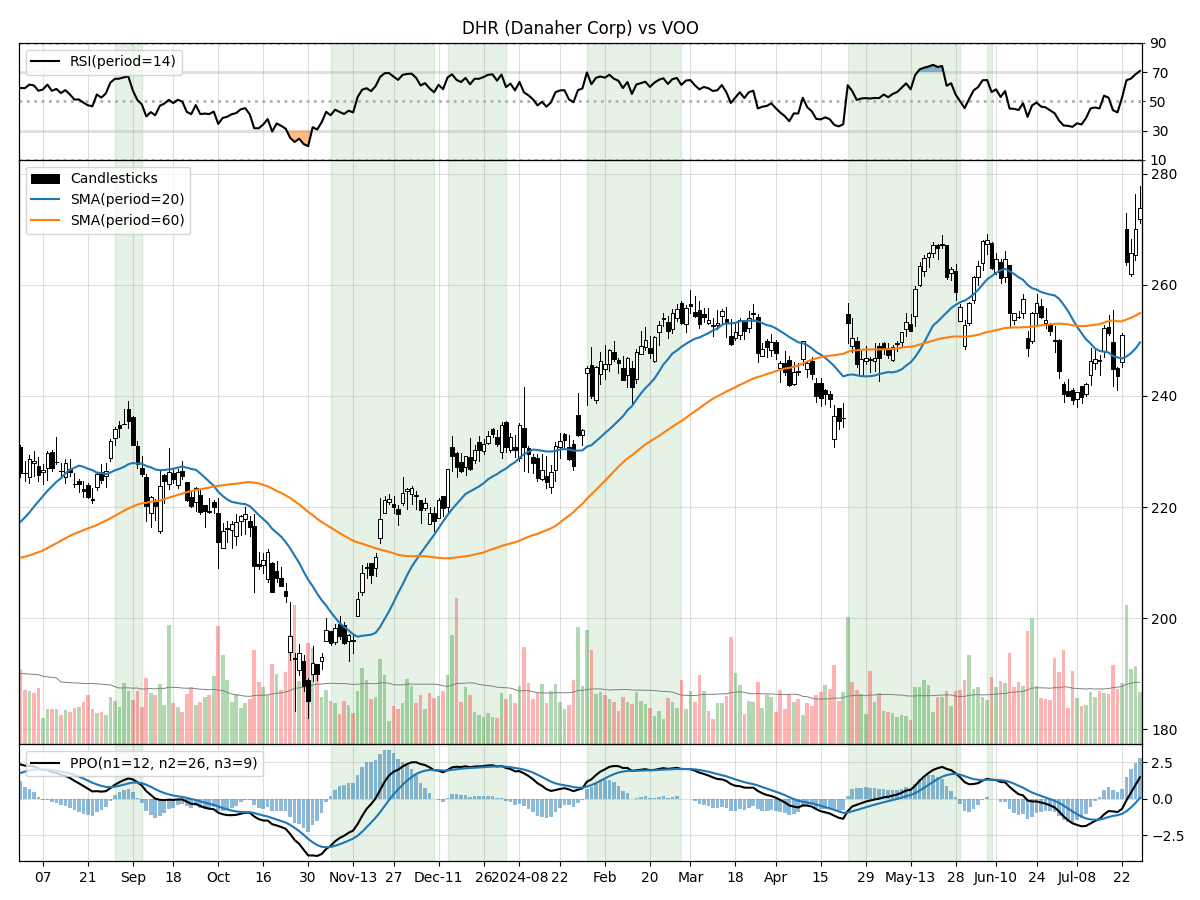 DHR (Danaher Corp) vs VOO
RSI(period=14)
90
70
50
30
10
Candlesticks
SMA(period=20)
SMA(period=60)
280
260
240
220
200
180
PPO(n1=12, n2=26, n3=9)
2.5
0.0
−2.5
07 21 Sep 18 Oct 16 30 Nov-13 27 Dec-11 26 2024-08 22 Feb 20 Mar 18 Apr 15 29 May-13 28 Jun-10 24 Jul-08 22